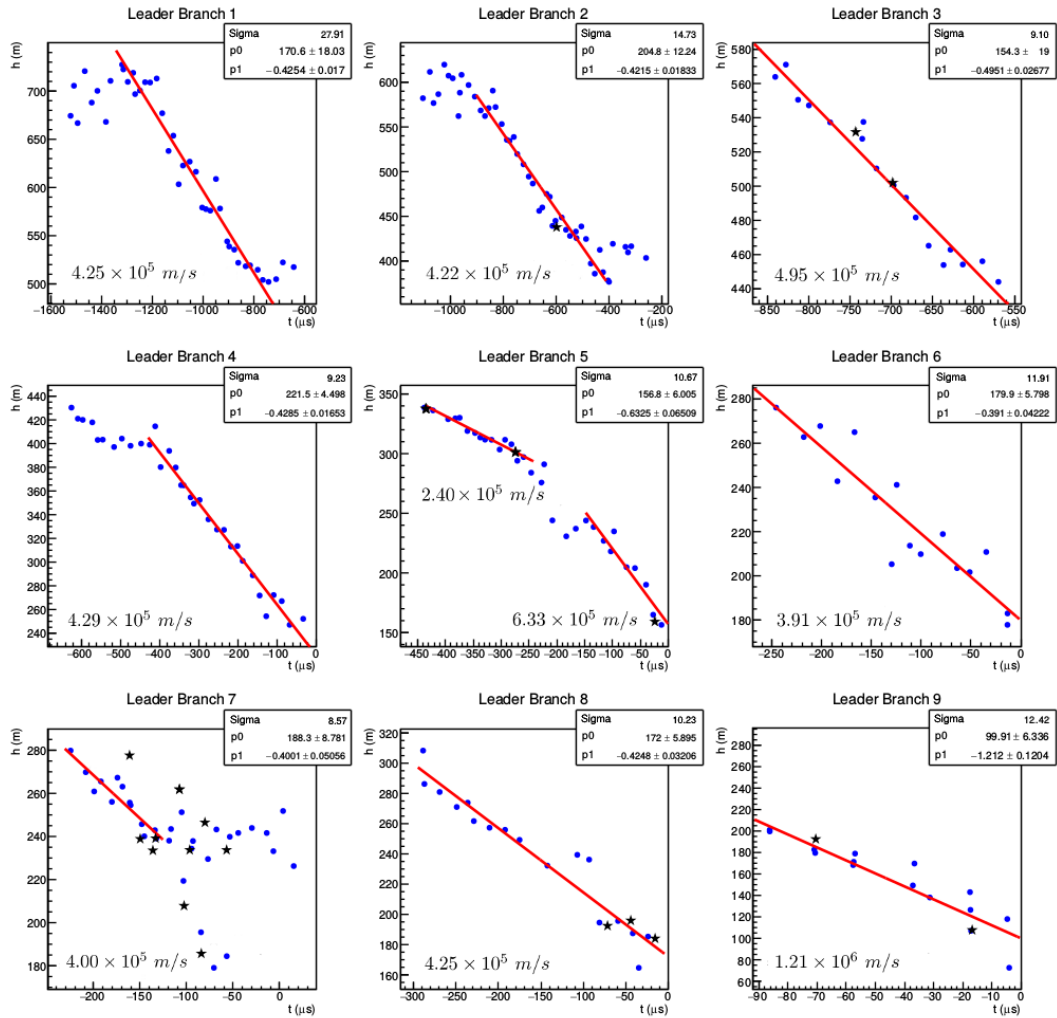 Leader Branch 1
Sigma 27.91
p0 170.6 ± 18.03
p1 −0.4254 ± 0.017
h (m)
700
650
600
550
500
4.25 × 10⁵ m/s
−1600 −1400 −1200 −1000 −800 −600
t (μs)
Leader Branch 2
Sigma 14.73
p0 204.8 ± 12.24
p1 −0.4215 ± 0.01833
h (m)
600
550
500
450
400
4.22 × 10⁵ m/s
−1000 −800 −600 −400 −200
t (μs)
Leader Branch 3
Sigma 9.10
p0 154.3 ± 19
p1 −0.4951 ± 0.02677
h (m)
580
560
540
520
500
480
460
440
4.95 × 10⁵ m/s
−850 −800 −750 −700 −650 −600 −550
t (μs)
Leader Branch 4
Sigma 9.23
p0 221.5 ± 4.498
p1 −0.4285 ± 0.01653
h (m)
440
420
400
380
360
340
320
300
280
260
240
4.29 × 10⁵ m/s
−600 −500 −400 −300 −200 −100 0
t (μs)
Leader Branch 5
Sigma 10.67
p0 156.8 ± 6.005
p1 −0.6325 ± 0.06509
h (m)
350
300
250
200
150
2.40 × 10⁵ m/s
6.33 × 10⁵ m/s
−450 −400 −350 −300 −250 −200 −150 −100 −50 0
t (μs)
Leader Branch 6
Sigma 11.91
p0 179.9 ± 5.798
p1 −0.391 ± 0.04222
h (m)
280
260
240
220
200
180
3.91 × 10⁵ m/s
−250 −200 −150 −100 −50 0
t (μs)
Leader Branch 7
Sigma 8.57
p0 188.3 ± 8.781
p1 −0.4001 ± 0.05056
h (m)
280
260
240
220
200
180
4.00 × 10⁵ m/s
−200 −150 −100 −50 0
t (μs)
Leader Branch 8
Sigma 10.23
p0 172 ± 5.895
p1 −0.4248 ± 0.03206
h (m)
320
300
280
260
240
220
200
180
160
4.25 × 10⁵ m/s
−300 −250 −200 −150 −100 −50 0
t (μs)
Leader Branch 9
Sigma 12.42
p0 99.91 ± 6.336
p1 −1.212 ± 0.1204
h (m)
280
260
240
220
200
180
160
140
120
100
80
60
1.21 × 10⁶ m/s
−90 −80 −70 −60 −50 −40 −30 −20 −10 0
t (μs)